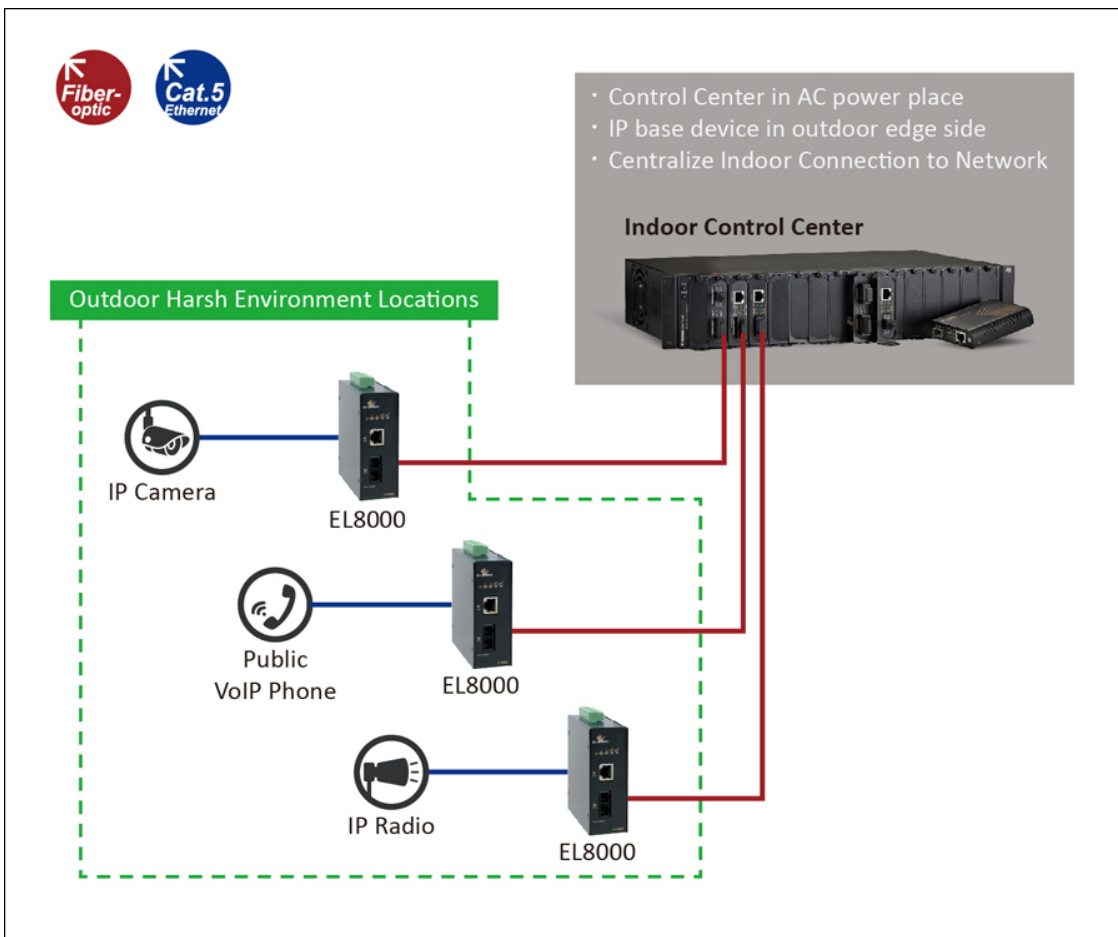 Fiber-
optic
Cat.5
Ethernet
· Control Center in AC power place
· IP base device in outdoor edge side
· Centralize Indoor Connection to Network
Indoor Control Center
Outdoor Harsh Environment Locations
IP Camera
EL8000
Public
VoIP Phone
EL8000
IP Radio
EL8000